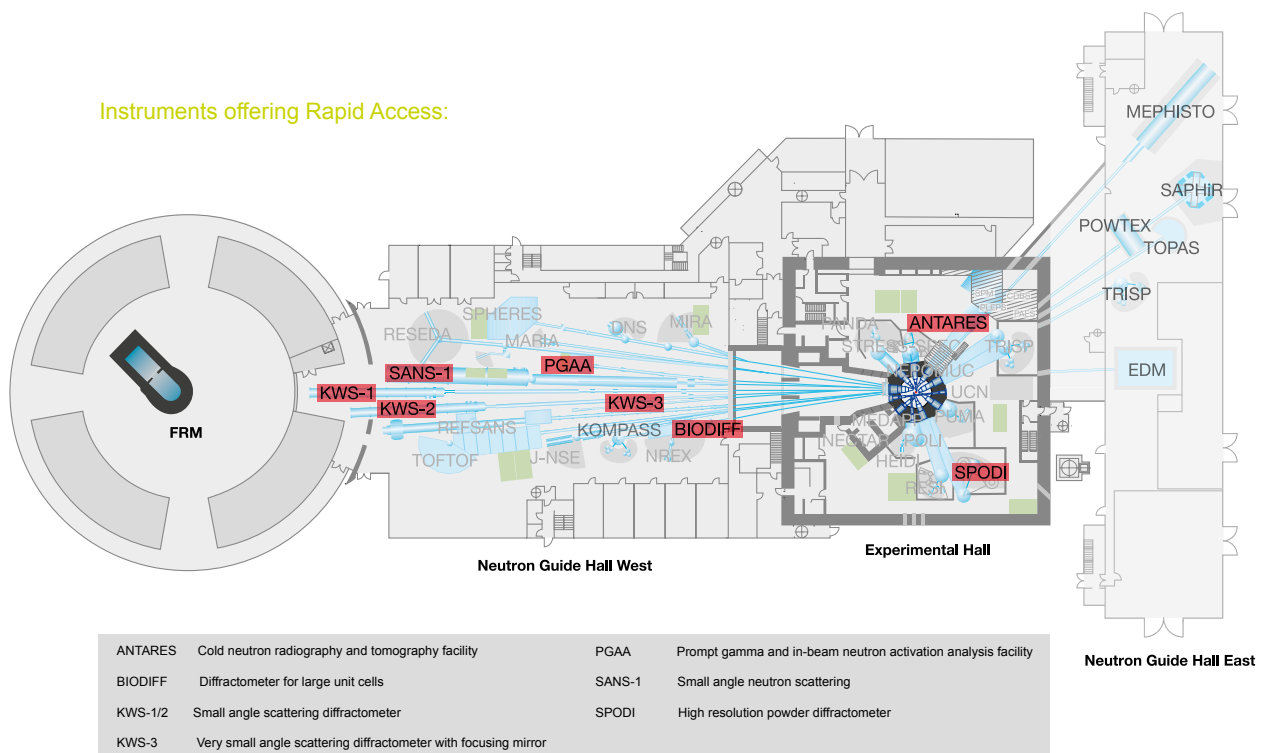 Instruments offering Rapid Access:
MEPHISTO
SAPHiR
POWTEX
TOPAS
TRISP
EDM
SPHERES
RESEDA
MARIA
DNS
MIRA
PANDA
ANTARES
TRISP
SANS-1
PGAA
KWS-1
KWS-2
KWS-3
UCN
REFSANS
KOMPASS
BIODIFF
MEDAPP
PUMA
TOFTOF
J-NSE
NREX
NECTAR
POLI
HEIDI
SPODI
RESI
FRM
Neutron Guide Hall West
Experimental Hall
Neutron Guide Hall East
ANTARES Cold neutron radiography and tomography facility
BIODIFF Diffractometer for large unit cells
KWS-1/2 Small angle scattering diffractometer
KWS-3 Very small angle scattering diffractometer with focusing mirror
PGAA Prompt gamma and in-beam neutron activation analysis facility
SANS-1 Small angle neutron scattering
SPODI High resolution powder diffractometer